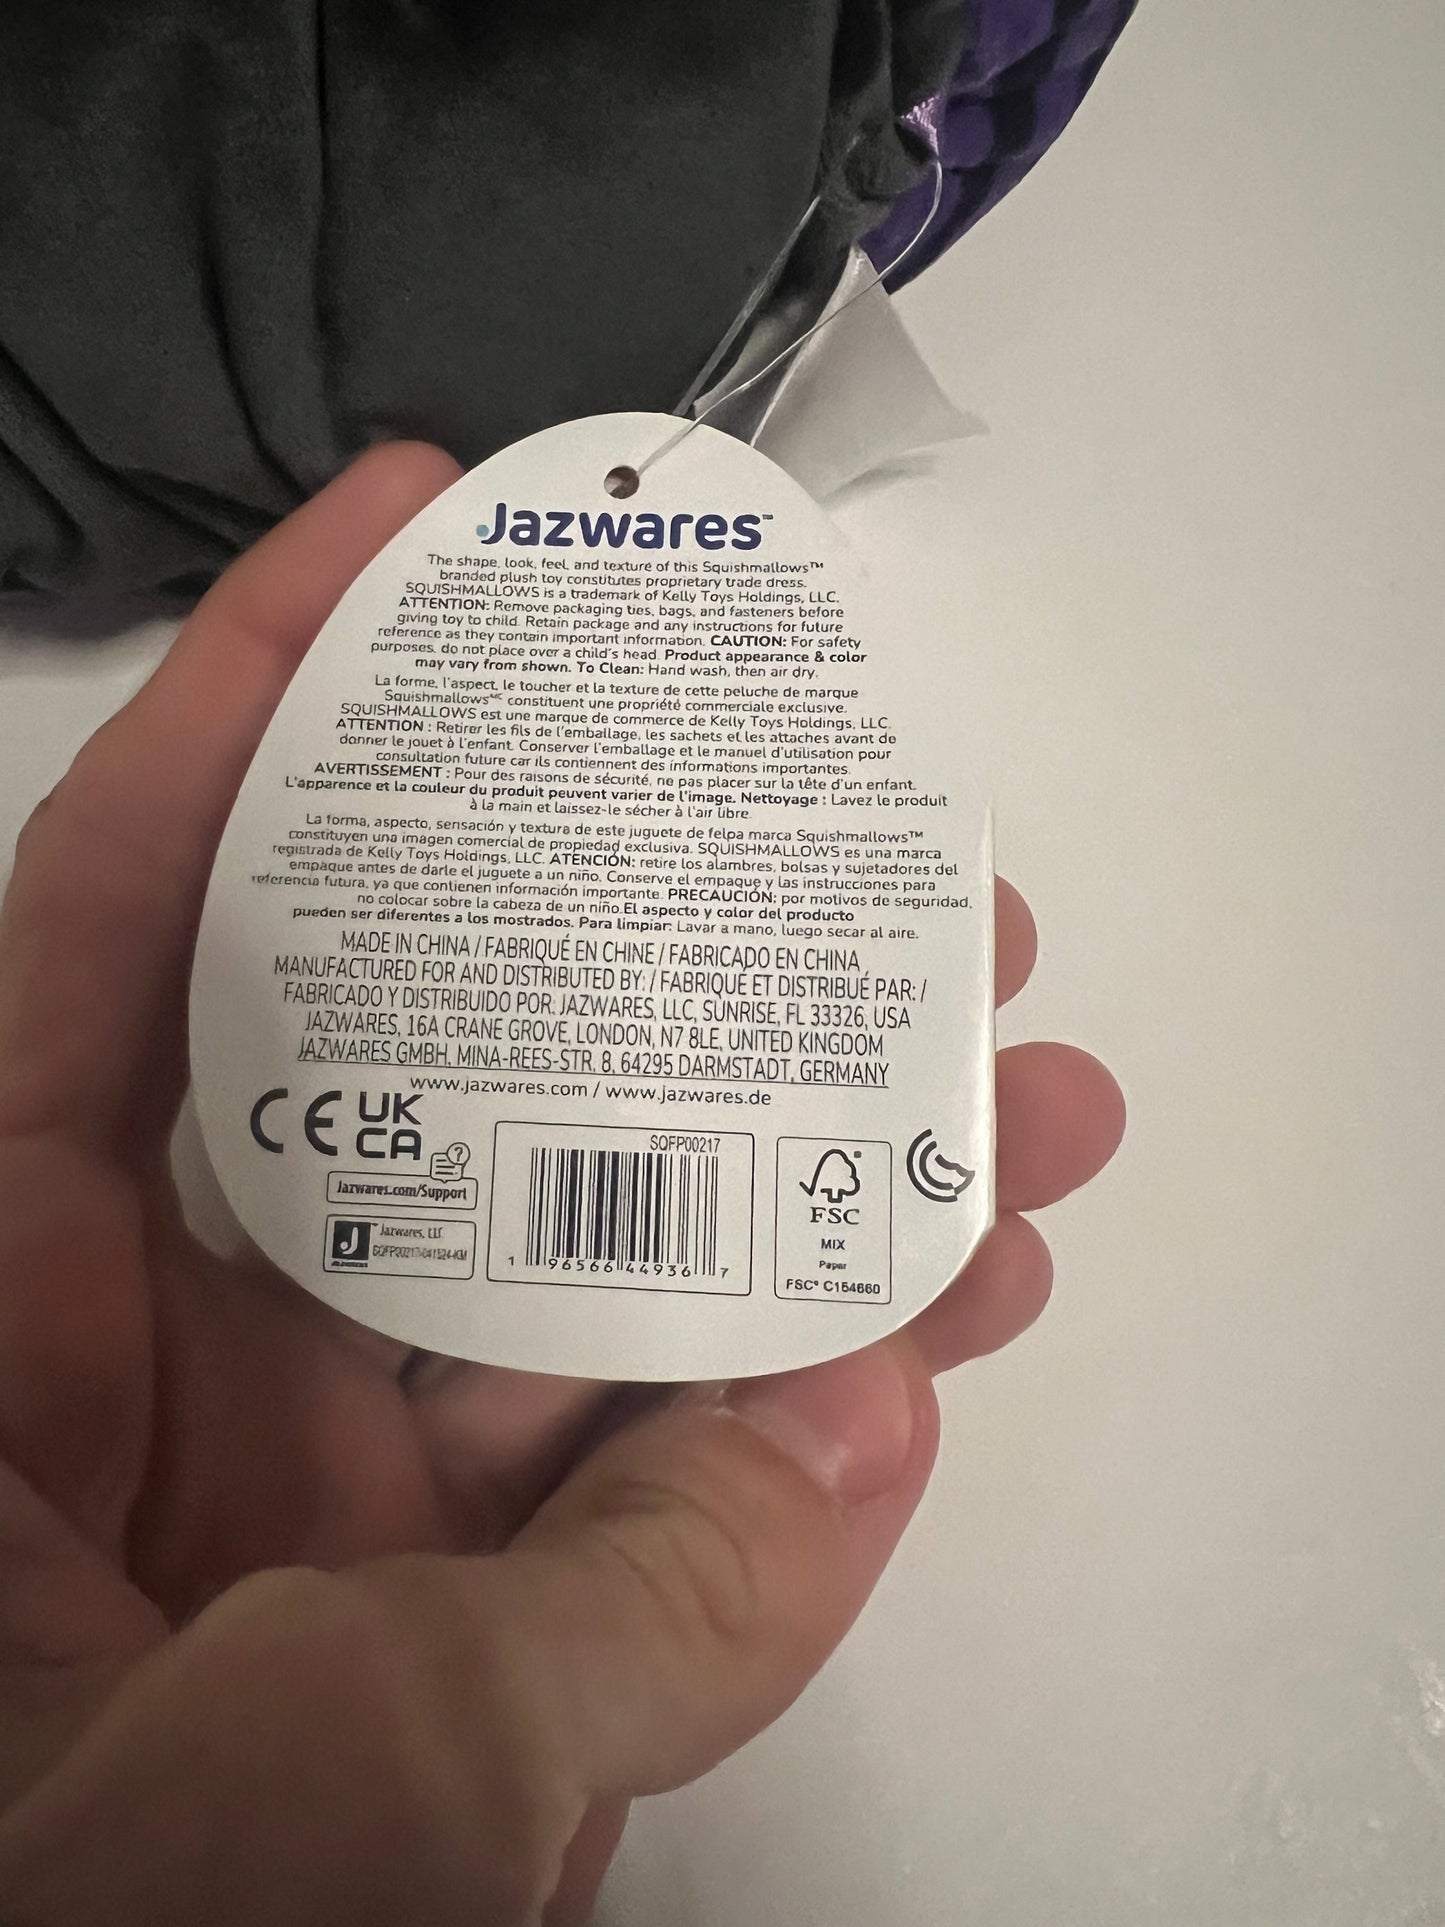 Jazwares™
The shape, look, feel, and texture of this Squishmallows™
branded plush toy constitutes proprietary trade dress.
SQUISHMALLOWS is a trademark of Kelly Toys Holdings, LLC.
ATTENTION: Remove packaging ties, bags, and fasteners before
giving toy to child. Retain package and any instructions for future
reference as they contain important information. CAUTION: For safety
purposes, do not place over a child's head. Product appearance & color
may vary from shown. To Clean: Hand wash, then air dry.
La forme, l'aspect, le toucher et la texture de cette peluche de marque
Squishmallowsᴹᶜ constituent une propriété commerciale exclusive.
SQUISHMALLOWS est une marque de commerce de Kelly Toys Holdings, LLC.
ATTENTION : Retirer les fils de l'emballage, les sachets et les attaches avant de
donner le jouet à l'enfant. Conserver l'emballage et le manuel d'utilisation pour
consultation future car ils contiennent des informations importantes.
AVERTISSEMENT : Pour des raisons de sécurité, ne pas placer sur la tête d'un enfant.
L'apparence et la couleur du produit peuvent varier de l'image. Nettoyage : Lavez le produit
à la main et laissez-le sécher à l'air libre.
La forma, aspecto, sensación y textura de este juguete de felpa marca Squishmallows™
constituyen una imagen comercial de propiedad exclusiva. SQUISHMALLOWS es una marca
registrada de Kelly Toys Holdings, LLC. ATENCIÓN: retire los alambres, bolsas y sujetadores del
empaque antes de darle el juguete a un niño. Conserve el empaque y las instrucciones para
referencia futura, ya que contienen información importante. PRECAUCIÓN: por motivos de seguridad,
no colocar sobre la cabeza de un niño.El aspecto y color del producto
pueden ser diferentes a los mostrados. Para limpiar: Lavar a mano, luego secar al aire.
MADE IN CHINA / FABRIQUÉ EN CHINE / FABRICADO EN CHINA
MANUFACTURED FOR AND DISTRIBUTED BY: / FABRIQUÉ ET DISTRIBUÉ PAR: /
FABRICADO Y DISTRIBUIDO POR: JAZWARES, LLC, SUNRISE, FL 33326, USA
JAZWARES, 16A CRANE GROVE, LONDON, N7 8LE, UNITED KINGDOM
JAZWARES GMBH, MINA-REES-STR. 8, 64295 DARMSTADT, GERMANY
www.jazwares.com / www.jazwares.de
CE UK
CA
?
Jazwares.com/Support
J ™ Jazwares, LLC
SQFP00217-041524-KM
SQFP00217
1 96566 44936 7
FSC
MIX
Paper
FSC® C154660